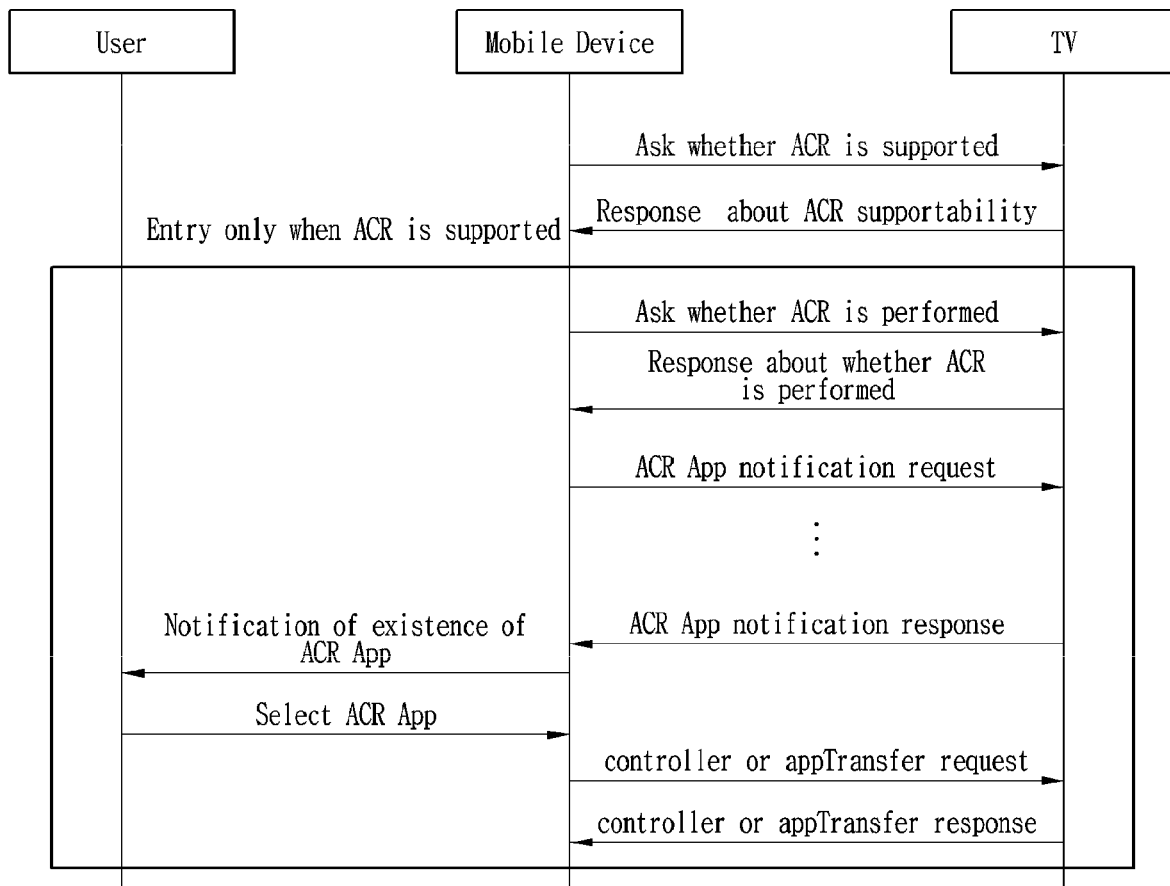 User
Mobile Device
TV
Ask whether ACR is supported
Response about ACR supportability
Entry only when ACR is supported
Ask whether ACR is performed
Response about whether ACR
is performed
ACR App notification request
Notification of existence of
ACR App
ACR App notification response
Select ACR App
controller or appTransfer request
controller or appTransfer response